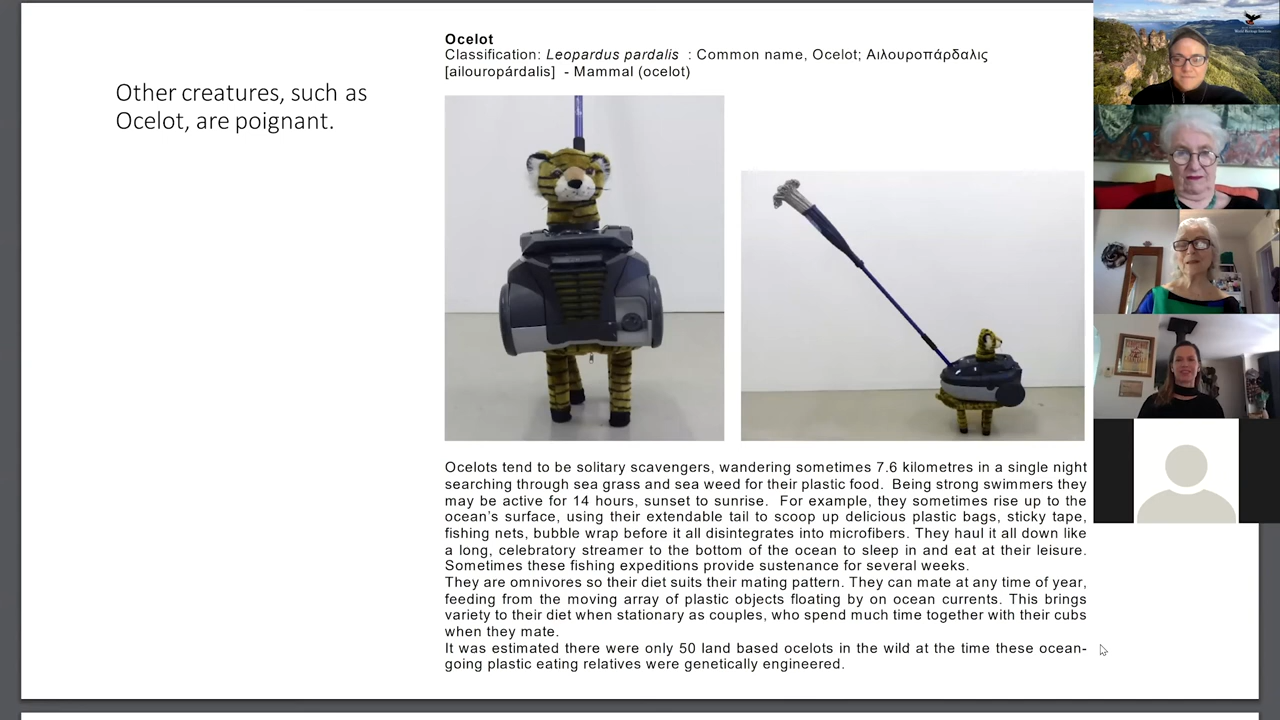 Other creatures, such as
Ocelot, are poignant.
Ocelot
Classification: Leopardus pardalis : Common name, Ocelot; Αιλουροπάρδαλις
[ailouropárdalis] - Mammal (ocelot)
Ocelots tend to be solitary scavengers, wandering sometimes 7.6 kilometres in a single night
searching through sea grass and sea weed for their plastic food. Being strong swimmers they
may be active for 14 hours, sunset to sunrise. For example, they sometimes rise up to the
ocean's surface, using their extendable tail to scoop up delicious plastic bags, sticky tape,
fishing nets, bubble wrap before it all disintegrates into microfibers. They haul it all down like
a long, celebratory streamer to the bottom of the ocean to sleep in and eat at their leisure.
Sometimes these fishing expeditions provide sustenance for several weeks.
They are omnivores so their diet suits their mating pattern. They can mate at any time of year,
feeding from the moving array of plastic objects floating by on ocean currents. This brings
variety to their diet when stationary as couples, who spend much time together with their cubs
when they mate.
It was estimated there were only 50 land based ocelots in the wild at the time these ocean-
going plastic eating relatives were genetically engineered.